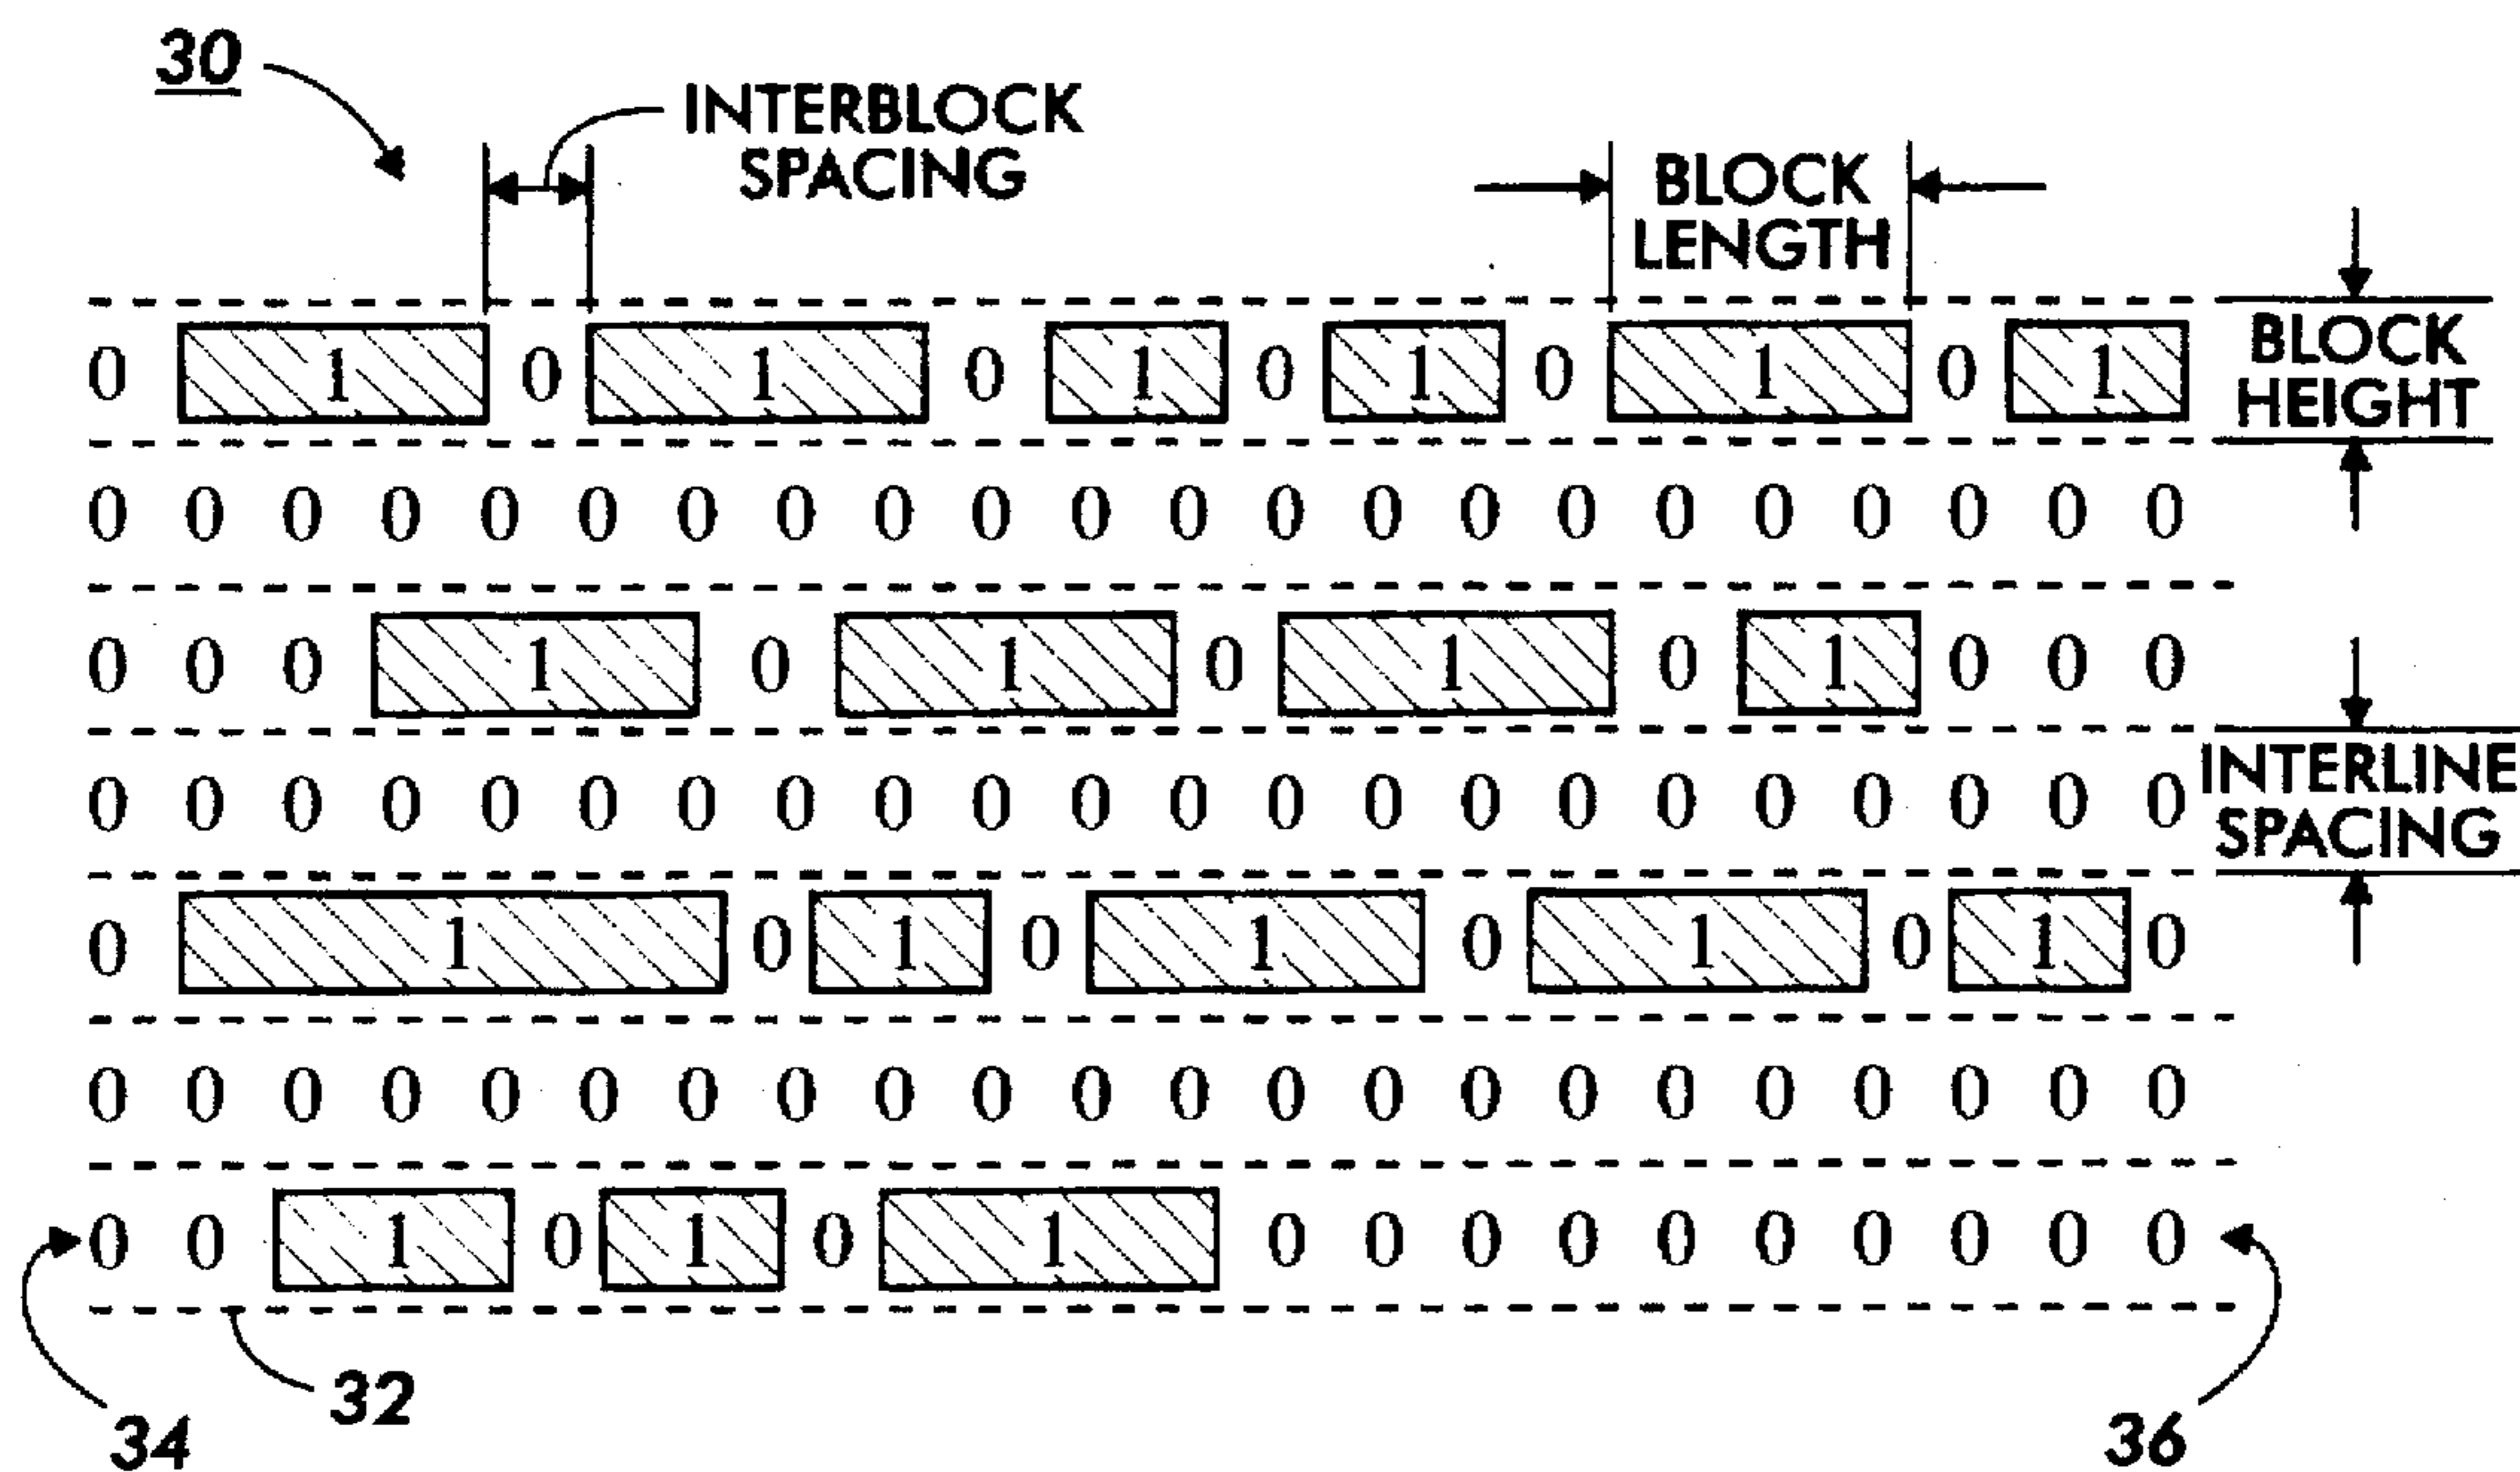 30
INTERBLOCK
SPACING
BLOCK
LENGTH
BLOCK
HEIGHT
0 1 0 1 0 1 0 1 0 1 0 1
0 0 0 0 0 0 0 0 0 0 0 0 0 0 0 0 0 0 0 0 0 0
0 0 0 1 0 1 0 1 0 1 0 0 0
0 0 0 0 0 0 0 0 0 0 0 0 0 0 0 0 0 0 0 0 0 0
INTERLINE
SPACING
0 1 0 1 0 1 0 1 0 1 0
0 0 0 0 0 0 0 0 0 0 0 0 0 0 0 0 0 0 0 0 0 0
0 0 1 0 1 0 1 0 0 0 0 0 0 0 0 0 0
32
34
36